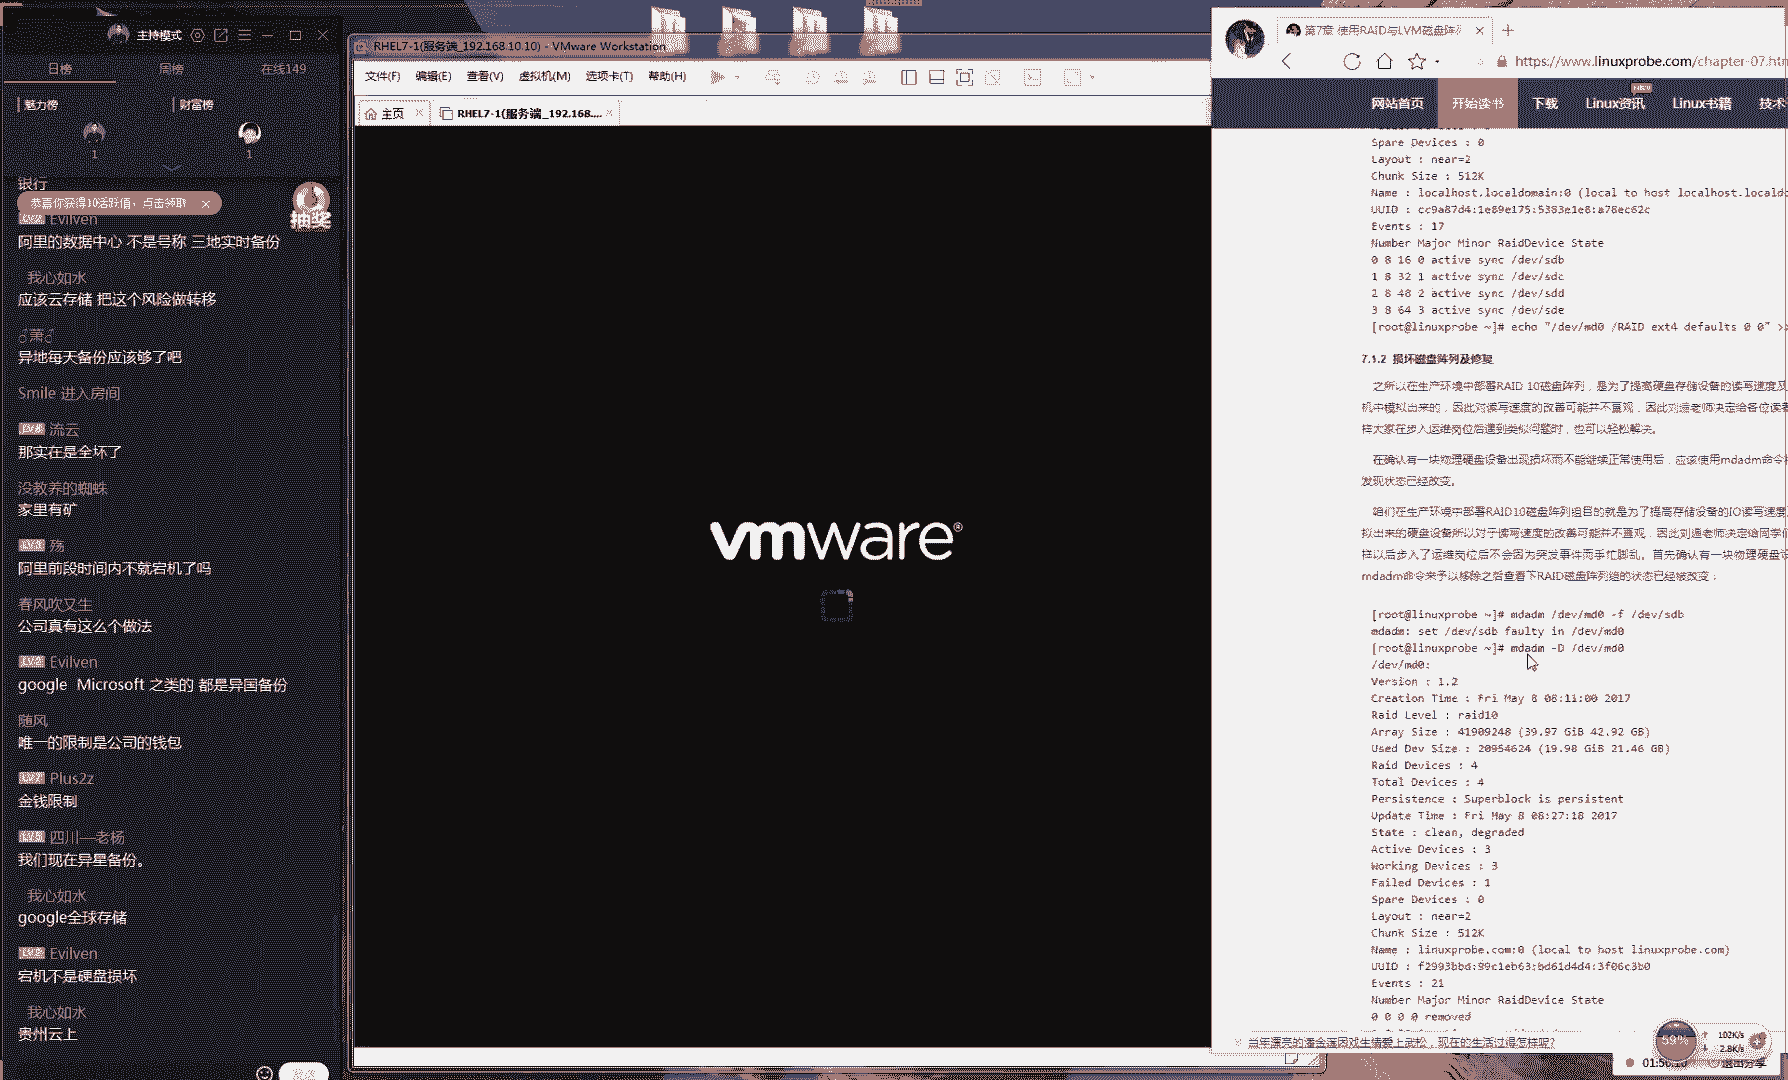 主持模式
日榜 周榜 在线149
魅力榜 财富榜
1 1
银行
恭喜你获得10活跃值，点击领取 ×
抽奖
Evilven
阿里的数据中心 不是号称 三地实时备份
我心如水
应该云存储 把这个风险做转移
♂萧♂
异地每天备份应该够了吧
Smile 进入房间
流云
那实在是全坏了
没教养的蜘蛛
家里有矿
殇
阿里前段时间内不就宕机了吗
春风吹又生
公司真有这么个做法
LV.2 Evilven
google Microsoft 之类的 都是异国备份
随风
唯一的限制是公司的钱包
Plus2z
金钱限制
四川—老杨
我们现在异星备份。
我心如水
google全球存储
Evilven
宕机不是硬盘损坏
我心如水
贵州云上
RHEL7-1(服务端_192.168.10.10) - VMware Workstation
文件(F) 编辑(E) 查看(V) 虚拟机(M) 选项卡(T) 帮助(H)
主页 × RHEL7-1(服务端_192.168.... ×
vmware®
第7章 使用RAID与LVM磁盘阵列
https://www.linuxprobe.com/chapter-07.htm
网站首页 开始读书 下载 Linux资讯 Linux书籍 技术
Spare Devices : 0
Layout : near=2
Chunk Size : 512K
Name : localhost.localdomain:0 (local to host localhost.localdo
UUID : cc9a87d4:1e89e175:5383e1e8:a78ec62c
Events : 17
Number Major Minor RaidDevice State
0 8 16 0 active sync /dev/sdb
1 8 32 1 active sync /dev/sdc
2 8 48 2 active sync /dev/sdd
3 8 64 3 active sync /dev/sde
[root@linuxprobe ~]# echo "/dev/md0 /RAID ext4 defaults 0 0" >>
7.1.2 损坏磁盘阵列及修复
之所以在生产环境中部署RAID 10磁盘阵列，是为了提高硬盘存储设备的读写速度及
机中模拟出来的，因此对读写速度的改善可能并不直观，因此刘遄老师决定给各位读者
样大家在步入运维岗位后遇到类似问题时，也可以轻松解决。
在确认有一块物理硬盘设备出现损坏而不能继续正常使用后，应该使用mdadm命令将
发现状态已经改变。
咱们在生产环境中部署RAID10磁盘阵列组目的就是为了提高存储设备的IO读写速度
拟出来的硬盘设备所以对于读写速度的改善可能并不直观，因此刘遄老师决定给同学们
样以后步入了运维岗位后不会因为突发事件而手忙脚乱。首先确认有一块物理硬盘设
mdadm命令来予以移除之后查看下RAID磁盘阵列组的状态已经被改变：
[root@linuxprobe ~]# mdadm /dev/md0 -f /dev/sdb
mdadm: set /dev/sdb faulty in /dev/md0
[root@linuxprobe ~]# mdadm -D /dev/md0
/dev/md0:
Version : 1.2
Creation Time : Fri May 8 08:11:00 2017
Raid Level : raid10
Array Size : 41909248 (39.97 GiB 42.92 GB)
Used Dev Size : 20954624 (19.98 GiB 21.46 GB)
Raid Devices : 4
Total Devices : 4
Persistence : Superblock is persistent
Update Time : Fri May 8 08:27:18 2017
State : clean, degraded
Active Devices : 3
Working Devices : 3
Failed Devices : 1
Spare Devices : 0
Layout : near=2
Chunk Size : 512K
Name : linuxprobe.com:0 (local to host linuxprobe.com)
UUID : f2993bbd:99c1eb63:bd61d4d4:3f06c3b0
Events : 21
Number Major Minor RaidDevice State
0 0 0 0 removed
当年漂亮的潘金莲因戏生情爱上武松，现在的生活过得怎样呢?
59% 102K/s
2.8K/s
退出分享